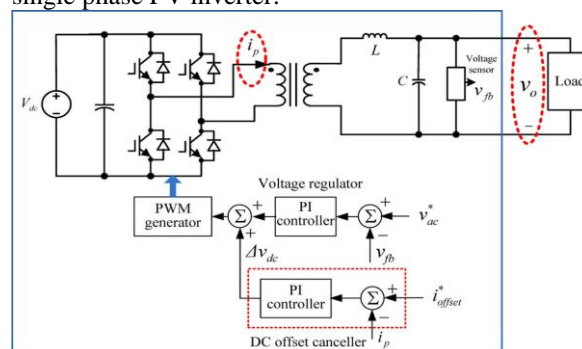 single phase PV inverter.
i_p
L
Voltage
sensor
v_fb
C
+
v_o
−
Load
V_dc
+
−
Voltage regulator
PWM
generator
Σ
+
+
PI
controller
Σ
+
−
v*_ac
v_fb
Δv_dc
PI
controller
Σ
+
−
i*_offset
DC offset canceller
i_p